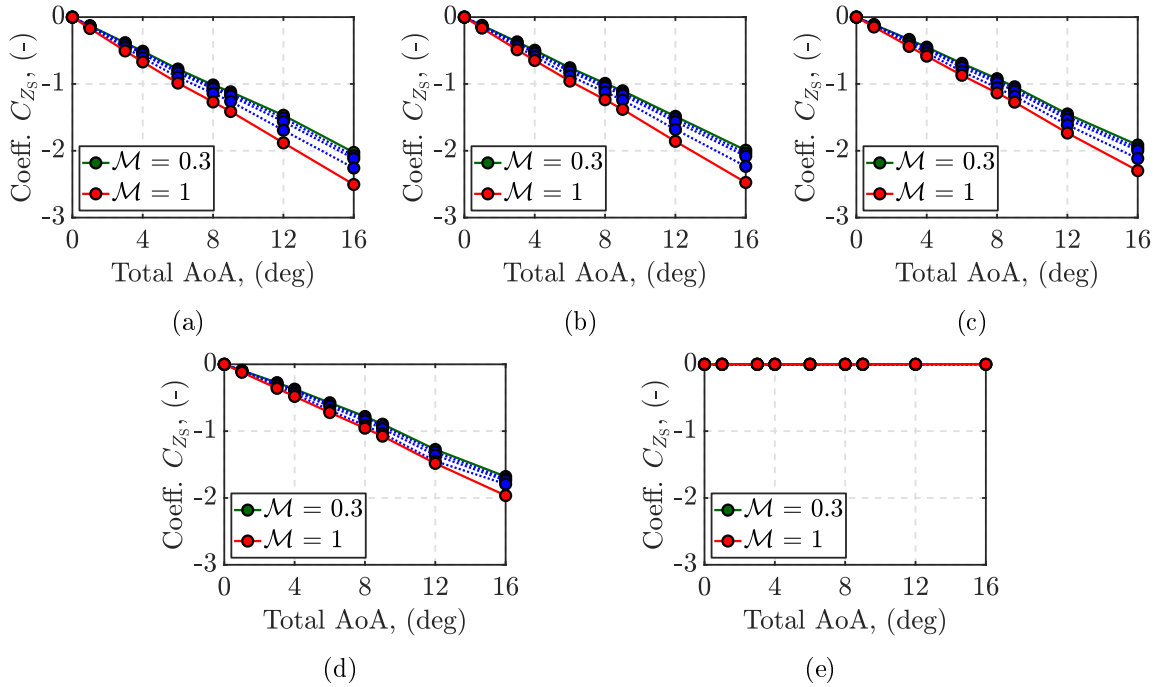 0
-1
-2
-3
Coeff. C_{Z_S}, (-)
M = 0.3
M = 1
0 4 8 12 16
Total AoA, (deg)
(a)
0
-1
-2
-3
Coeff. C_{Z_S}, (-)
M = 0.3
M = 1
0 4 8 12 16
Total AoA, (deg)
(b)
0
-1
-2
-3
Coeff. C_{Z_S}, (-)
M = 0.3
M = 1
0 4 8 12 16
Total AoA, (deg)
(c)
0
-1
-2
-3
Coeff. C_{Z_S}, (-)
M = 0.3
M = 1
0 4 8 12 16
Total AoA, (deg)
(d)
0
-1
-2
-3
Coeff. C_{Z_S}, (-)
M = 0.3
M = 1
0 4 8 12 16
Total AoA, (deg)
(e)